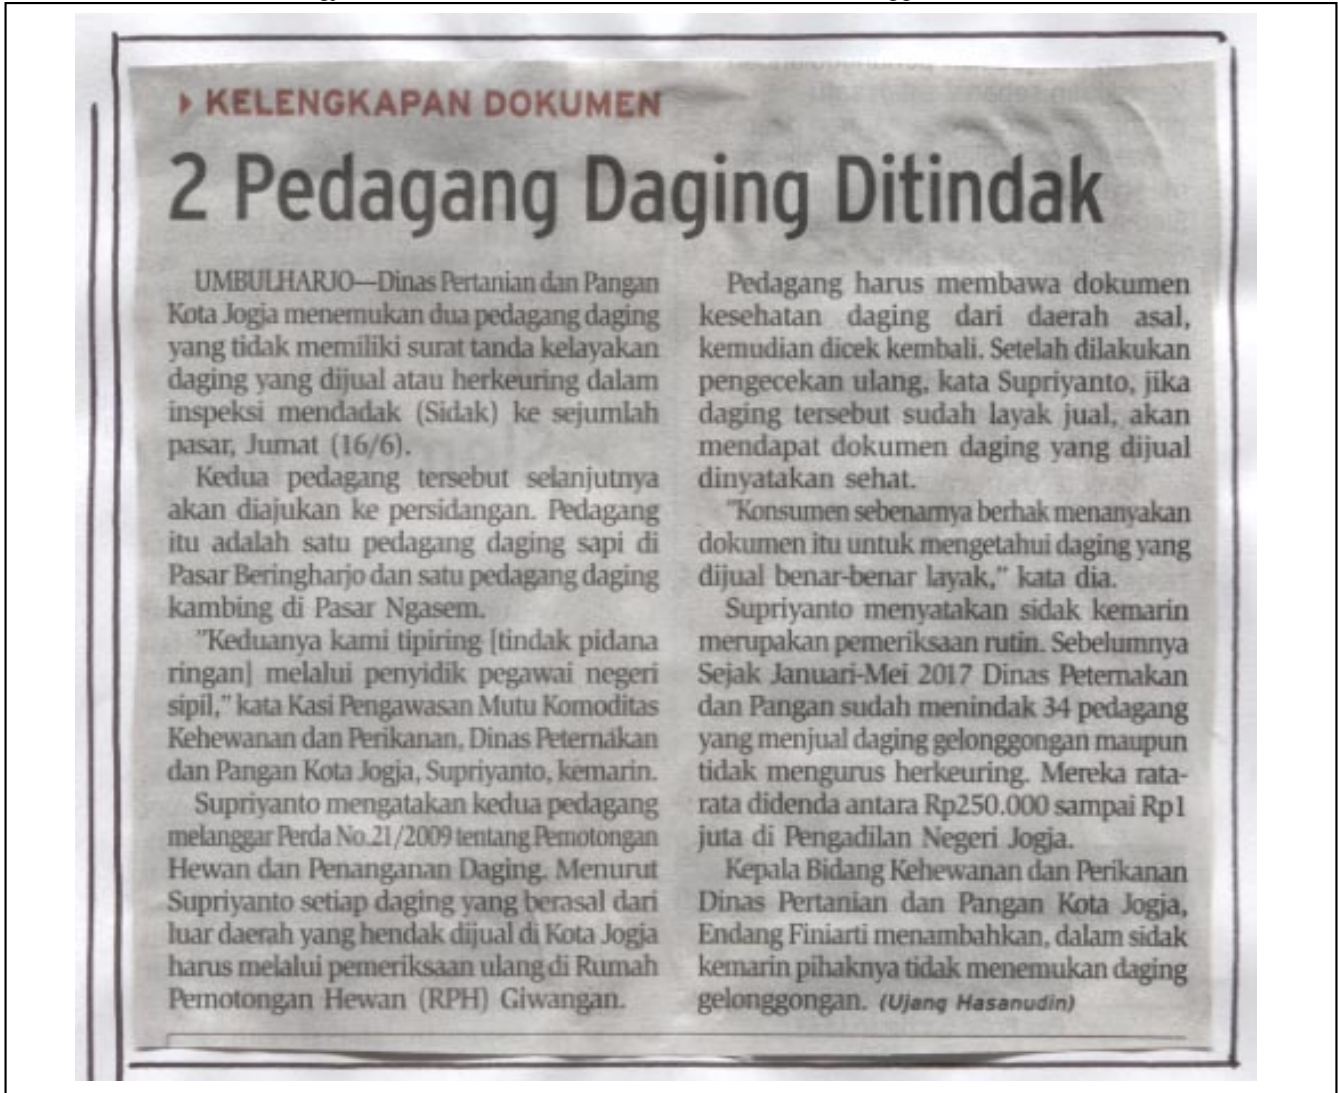 KELENGKAPAN DOKUMEN
2 Pedagang Daging Ditindak
UMBULHARJO—Dinas Pertanian dan Pangan
Kota Jogja menemukan dua pedagang daging
yang tidak memiliki surat tanda kelayakan
daging yang dijual atau herkeuring dalam
inspeksi mendadak (Sidak) ke sejumlah
pasar, Jumat (16/6).
Kedua pedagang tersebut selanjutnya
akan diajukan ke persidangan. Pedagang
itu adalah satu pedagang daging sapi di
Pasar Beringharjo dan satu pedagang daging
kambing di Pasar Ngasem.
"Keduanya kami tipiring [tindak pidana
ringan] melalui penyidik pegawai negeri
sipil," kata Kasi Pengawasan Mutu Komoditas
Kehewanan dan Perikanan, Dinas Peternakan
dan Pangan Kota Jogja, Supriyanto, kemarin.
Supriyanto mengatakan kedua pedagang
melanggar Perda No.21/2009 tentang Pemotongan
Hewan dan Penanganan Daging. Menurut
Supriyanto setiap daging yang berasal dari
luar daerah yang hendak dijual di Kota Jogja
harus melalui pemeriksaan ulang di Rumah
Pemotongan Hewan (RPH) Giwangan.
Pedagang harus membawa dokumen
kesehatan daging dari daerah asal,
kemudian dicek kembali. Setelah dilakukan
pengecekan ulang, kata Supriyanto, jika
daging tersebut sudah layak jual, akan
mendapat dokumen daging yang dijual
dinyatakan sehat.
"Konsumen sebenarnya berhak menanyakan
dokumen itu untuk mengetahui daging yang
dijual benar-benar layak," kata dia.
Supriyanto menyatakan sidak kemarin
merupakan pemeriksaan rutin. Sebelumnya
Sejak Januari-Mei 2017 Dinas Peternakan
dan Pangan sudah menindak 34 pedagang
yang menjual daging gelonggongan maupun
tidak mengurus herkeuring. Mereka rata-
rata didenda antara Rp250.000 sampai Rp1
juta di Pengadilan Negeri Jogja.
Kepala Bidang Kehewanan dan Perikanan
Dinas Pertanian dan Pangan Kota Jogja,
Endang Finiarti menambahkan, dalam sidak
kemarin pihaknya tidak menemukan daging
gelonggongan. (Ujang Hasanudin)